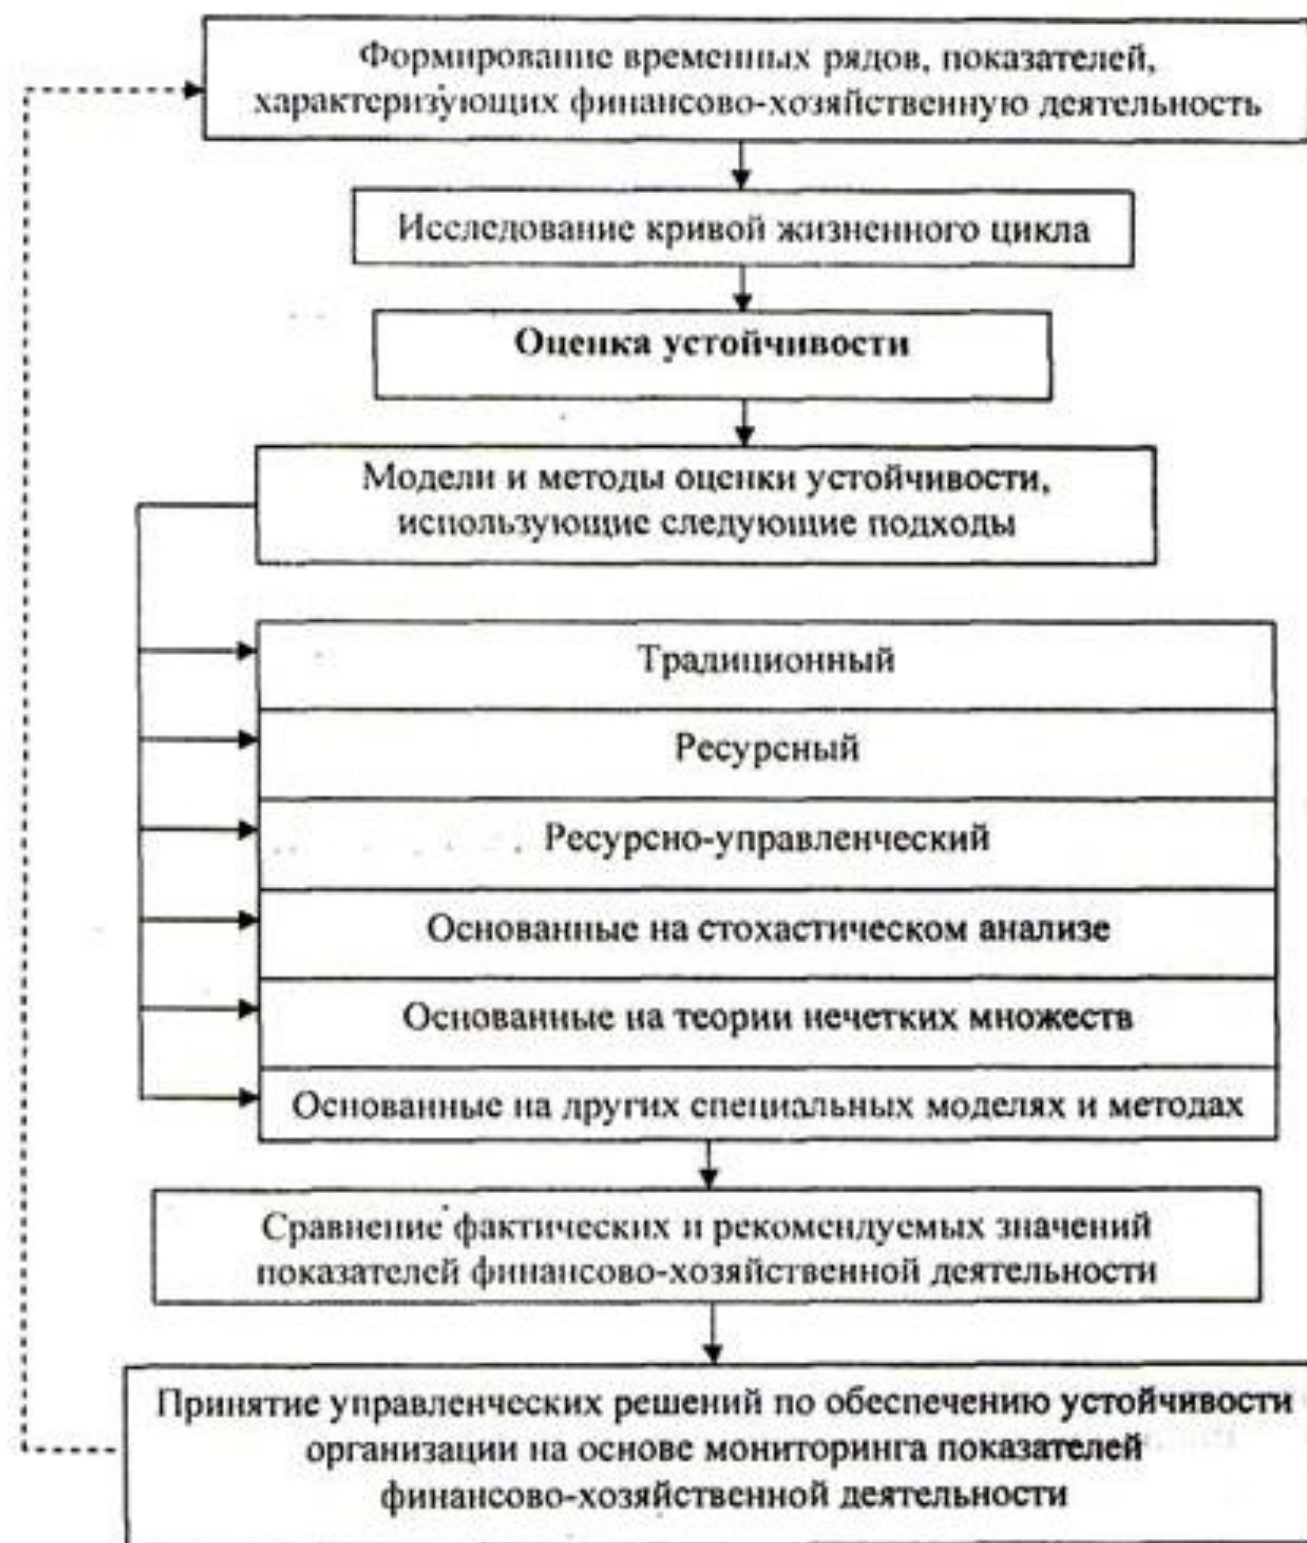 Формирование временных рядов, показателей,
характеризующих финансово-хозяйственную деятельность
Исследование кривой жизненного цикла
Оценка устойчивости
Модели и методы оценки устойчивости,
использующие следующие подходы
Традиционный
Ресурсный
Ресурсно-управленческий
Основанные на стохастическом анализе
Основанные на теории нечетких множеств
Основанные на других специальных моделях и методах
Сравнение фактических и рекомендуемых значений
показателей финансово-хозяйственной деятельности
Принятие управленческих решений по обеспечению устойчивости
организации на основе мониторинга показателей
финансово-хозяйственной деятельности